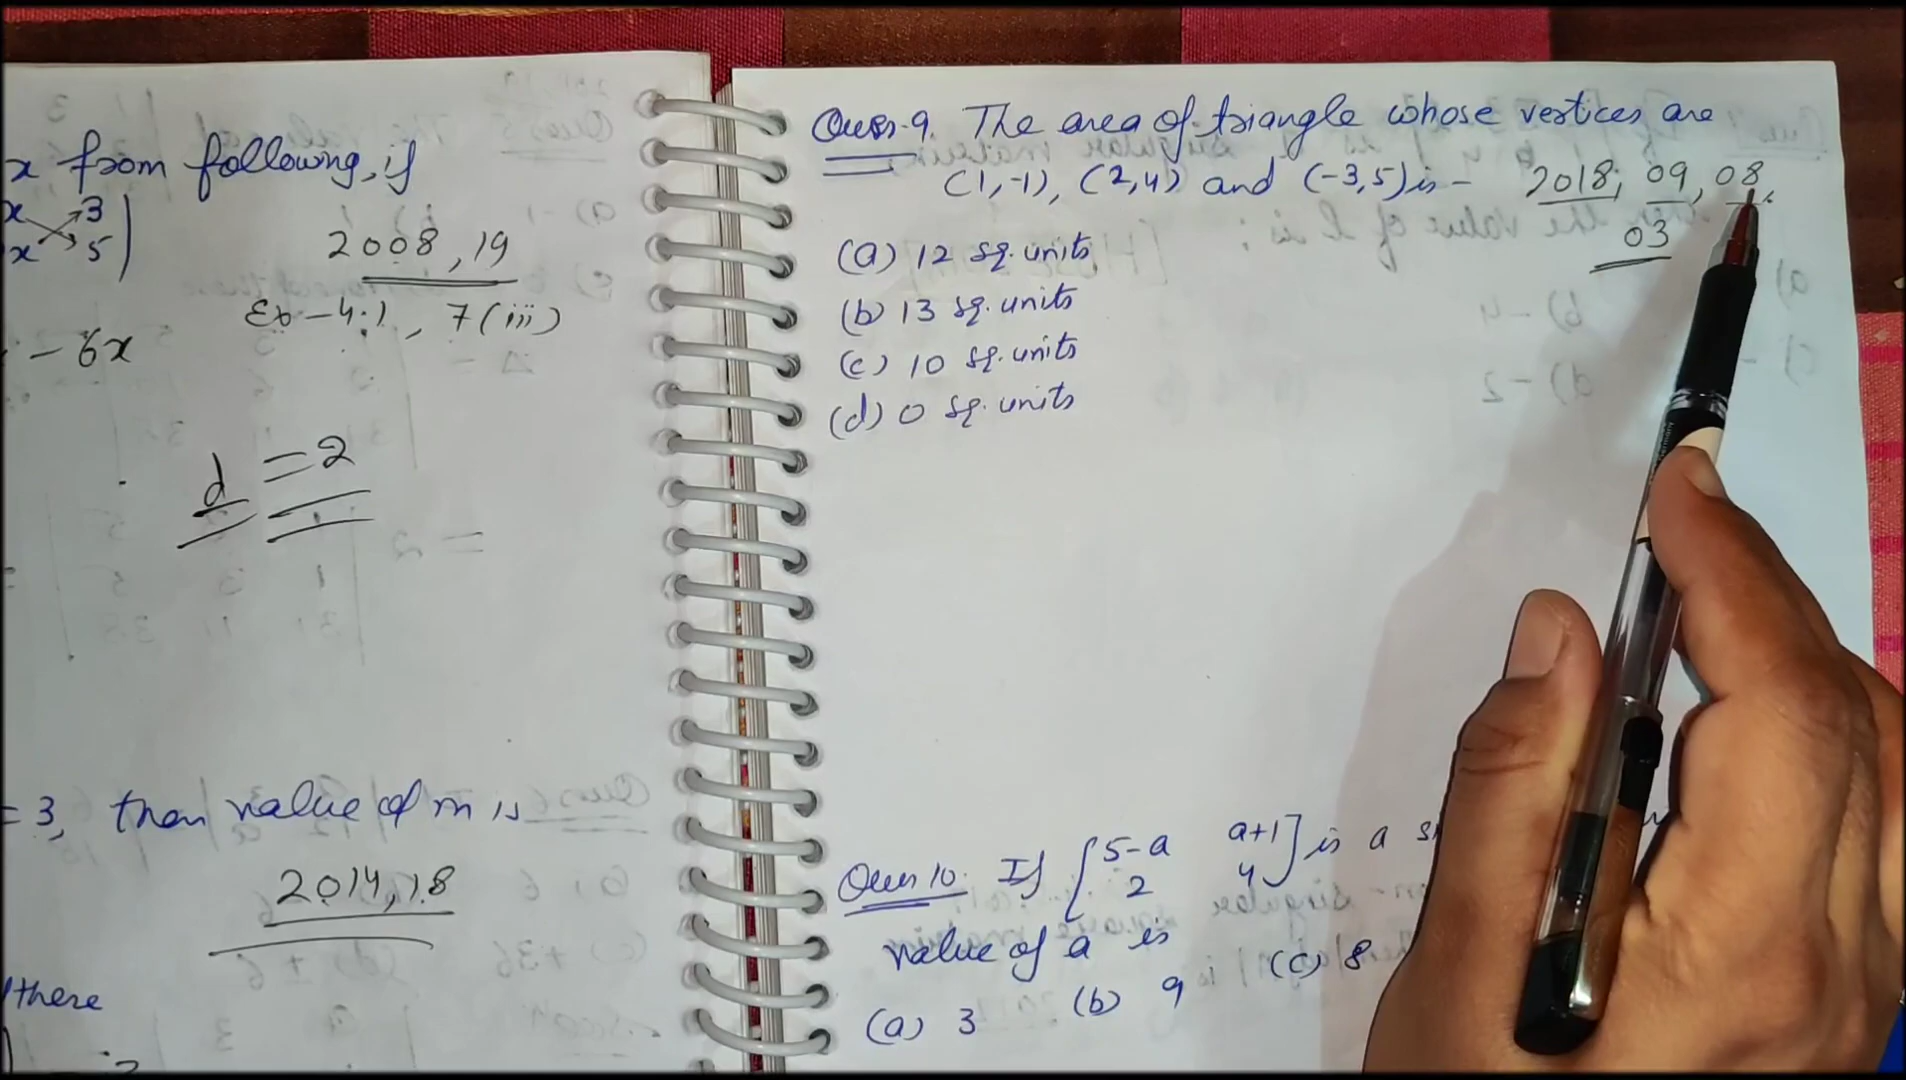 x from following, if
x 3
x 5
2008, 19
Ex-4.1, 7(iii)
- 6x
d = 2
= 3, then value of m is
2014, 18
there
Ques.9. The area of triangle whose vertices are
(1,-1), (2,4) and (-3,5) is - 2018, 09, 08,
03
(a) 12 sq. units
(b) 13 sq. units
(c) 10 sq. units
(d) 0 sq. units
Ques 10. If [5-a a+1
2 4] is a
value of a is
(a) 3 (b) 9 (c) 8